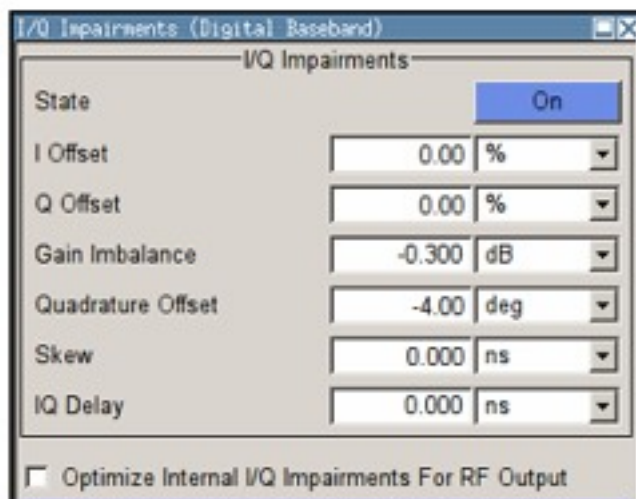 I/Q Impairments (Digital Baseband)
I/Q Impairments
State On
I Offset 0.00 %
Q Offset 0.00 %
Gain Imbalance -0.300 dB
Quadrature Offset -4.00 deg
Skew 0.000 ns
IQ Delay 0.000 ns
Optimize Internal I/Q Impairments For RF Output